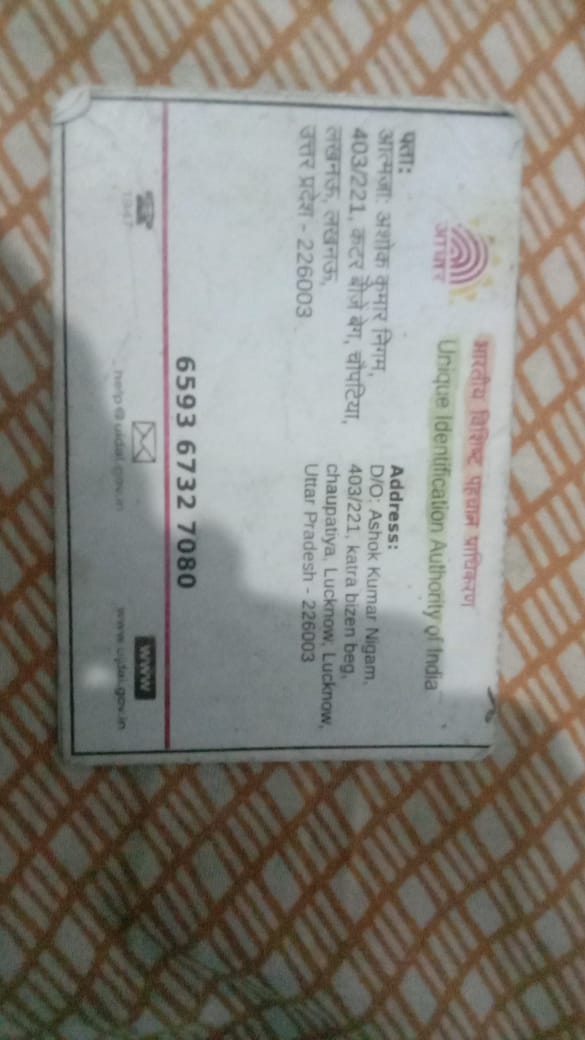 भारतीय विशिष्ट पहचान प्राधिकरण
Unique Identification Authority of India
आधार
पता:
आत्मजा: अशोक कुमार निगम,
403/221, कटर बीजे बेग, चौपटिया,
लखनऊ, लखनऊ,
उत्तर प्रदेश - 226003
Address:
D/O: Ashok Kumar Nigam,
403/221, katra bizen beg,
chaupatiya, Lucknow, Lucknow,
Uttar Pradesh - 226003
6593 6732 7080
1947
help@uidai.gov.in
www
www.uidai.gov.in